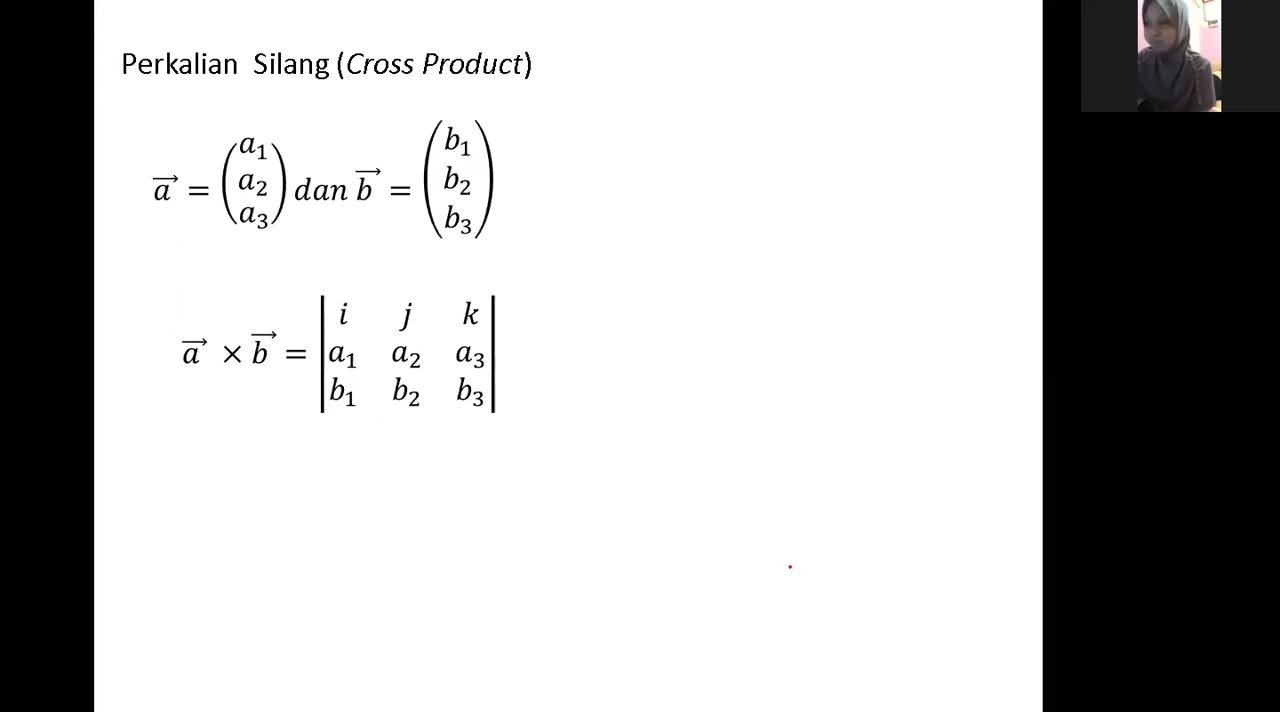 Perkalian Silang (Cross Product)
a⃗ = (a₁ a₂ a₃) dan b⃗ = (b₁ b₂ b₃)
a⃗ × b⃗ = | i j k |
| a₁ a₂ a₃ |
| b₁ b₂ b₃ |